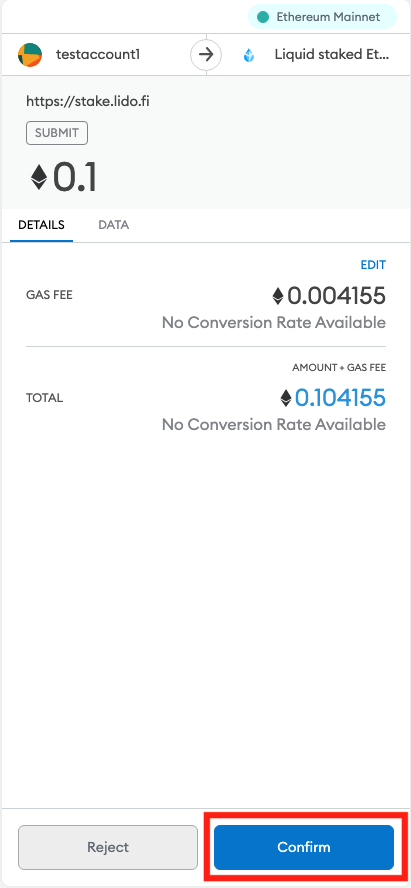 Ethereum Mainnet
testaccount1
Liquid staked Et...
https://stake.lido.fi
SUBMIT
0.1
DETAILS
DATA
EDIT
GAS FEE
0.004155
No Conversion Rate Available
AMOUNT + GAS FEE
TOTAL
0.104155
No Conversion Rate Available
Reject
Confirm